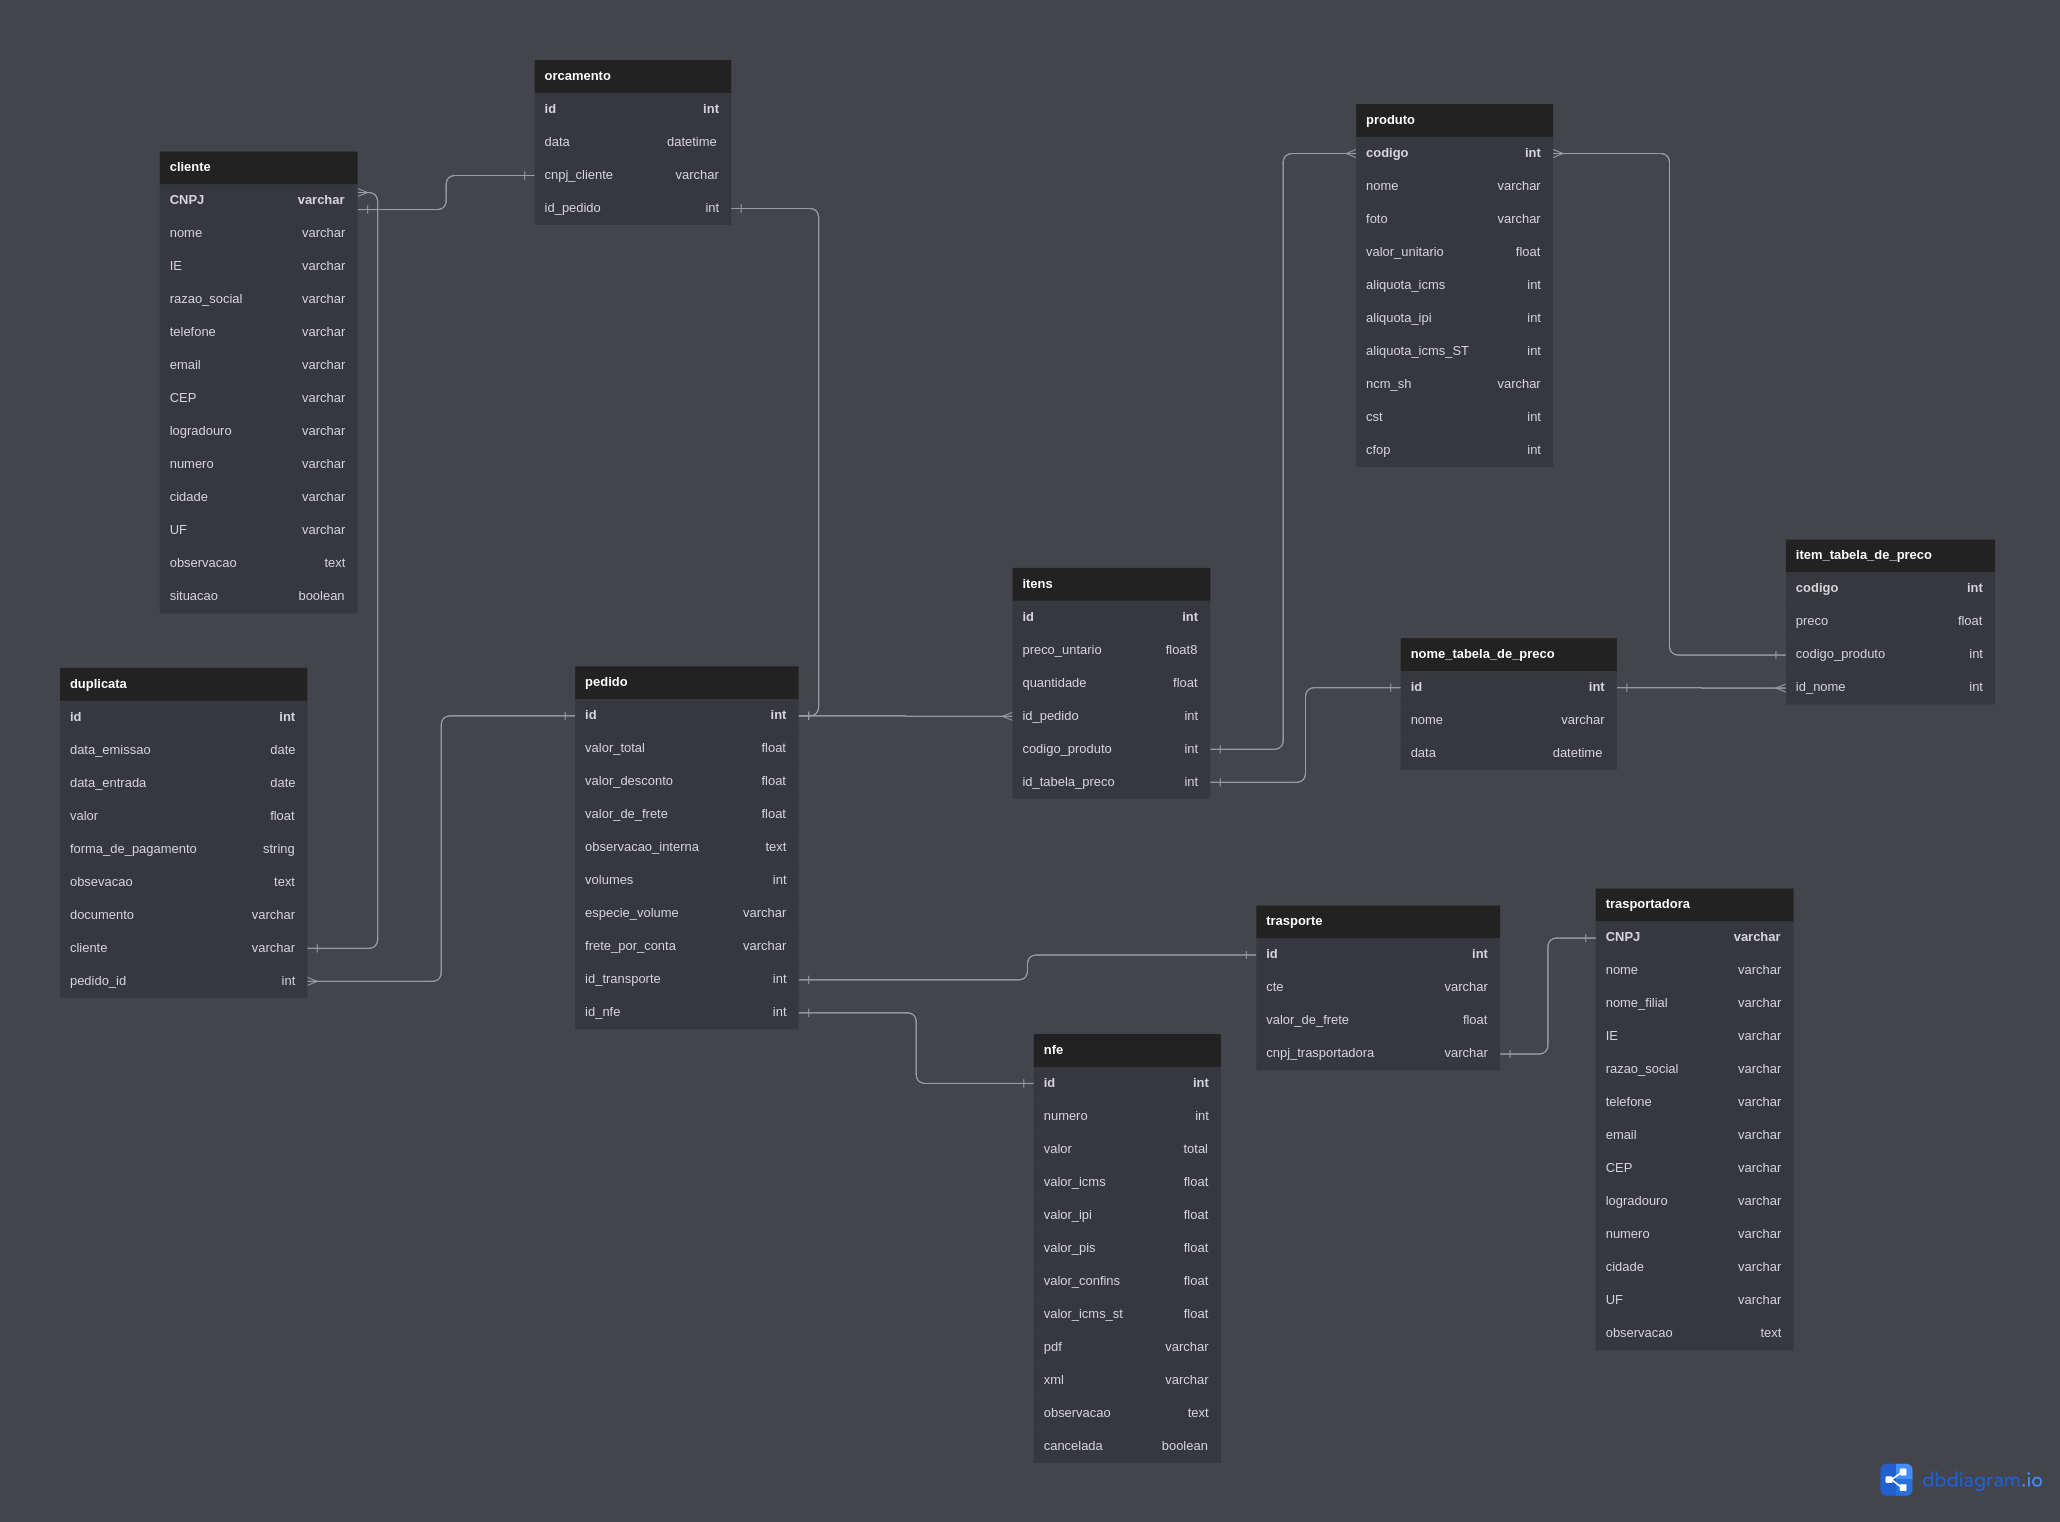 orcamento
id int
data datetime
cnpj_cliente varchar
id_pedido int
produto
codigo int
nome varchar
foto varchar
valor_unitario float
aliquota_icms int
aliquota_ipi int
aliquota_icms_ST int
ncm_sh varchar
cst int
cfop int
cliente
CNPJ varchar
nome varchar
IE varchar
razao_social varchar
telefone varchar
email varchar
CEP varchar
logradouro varchar
numero varchar
cidade varchar
UF varchar
observacao text
situacao boolean
item_tabela_de_preco
codigo int
preco float
codigo_produto int
id_nome int
itens
id int
preco_untario float8
quantidade float
id_pedido int
codigo_produto int
id_tabela_preco int
nome_tabela_de_preco
id int
nome varchar
data datetime
duplicata
id int
data_emissao date
data_entrada date
valor float
forma_de_pagamento string
obsevacao text
documento varchar
cliente varchar
pedido_id int
pedido
id int
valor_total float
valor_desconto float
valor_de_frete float
observacao_interna text
volumes int
especie_volume varchar
frete_por_conta varchar
id_transporte int
id_nfe int
trasporte
id int
cte varchar
valor_de_frete float
cnpj_trasportadora varchar
trasportadora
CNPJ varchar
nome varchar
nome_filial varchar
IE varchar
razao_social varchar
telefone varchar
email varchar
CEP varchar
logradouro varchar
numero varchar
cidade varchar
UF varchar
observacao text
nfe
id int
numero int
valor total
valor_icms float
valor_ipi float
valor_pis float
valor_confins float
valor_icms_st float
pdf varchar
xml varchar
observacao text
cancelada boolean
dbdiagram.io